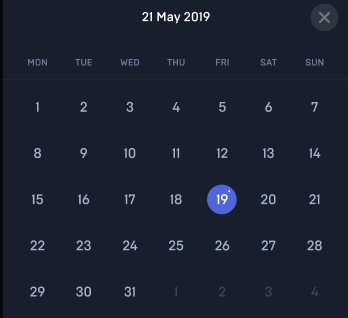 21 May 2019
MON TUE WED THU FRI SAT SUN
1 2 3 4 5 6 7
8 9 10 11 12 13 14
15 16 17 18 19 20 21
22 23 24 25 26 27 28
29 30 31 1 2 3 4